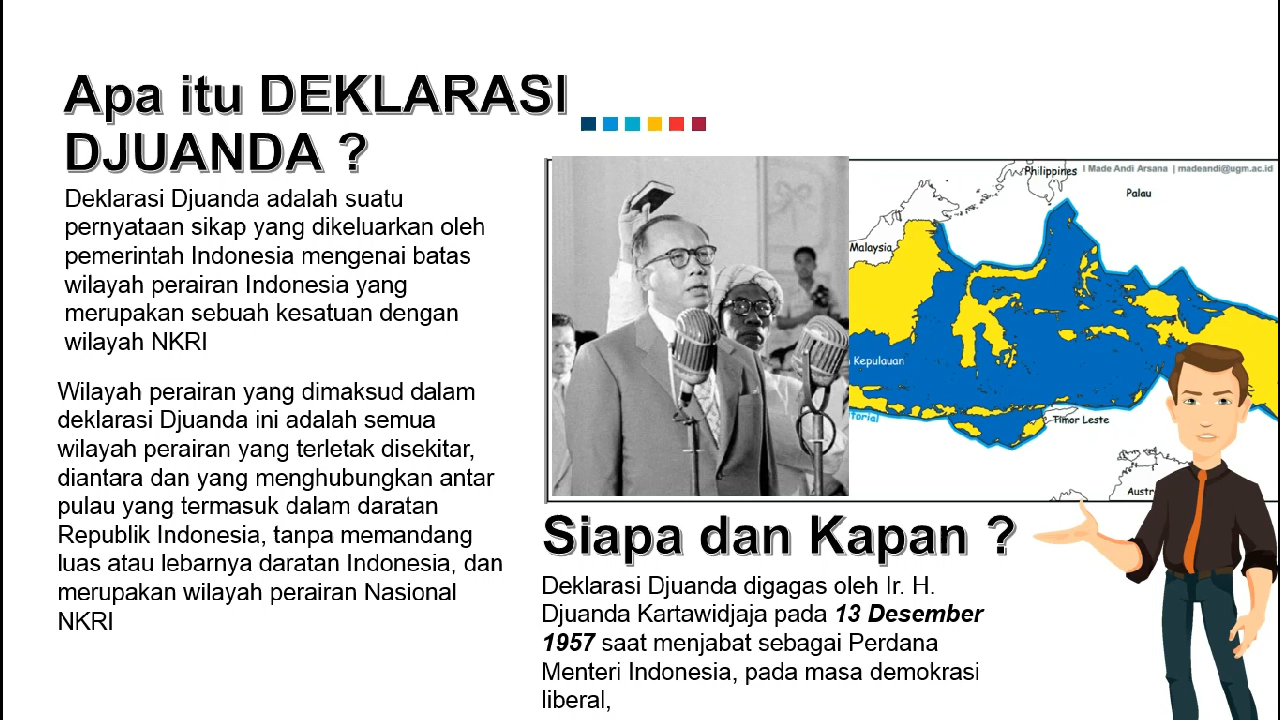 Apa itu DEKLARASI
DJUANDA ?
Deklarasi Djuanda adalah suatu
pernyataan sikap yang dikeluarkan oleh
pemerintah Indonesia mengenai batas
wilayah perairan Indonesia yang
merupakan sebuah kesatuan dengan
wilayah NKRI
Wilayah perairan yang dimaksud dalam
deklarasi Djuanda ini adalah semua
wilayah perairan yang terletak disekitar,
diantara dan yang menghubungkan antar
pulau yang termasuk dalam daratan
Republik Indonesia, tanpa memandang
luas atau lebarnya daratan Indonesia, dan
merupakan wilayah perairan Nasional
NKRI
Philippines
I Made Andi Arsana | madeandi@ugm.ac.id
Palau
Malaysia
Kepulauan
torial
Timor Leste
Austr
Siapa dan Kapan ?
Deklarasi Djuanda digagas oleh Ir. H.
Djuanda Kartawidjaja pada 13 Desember
1957 saat menjabat sebagai Perdana
Menteri Indonesia, pada masa demokrasi
liberal,